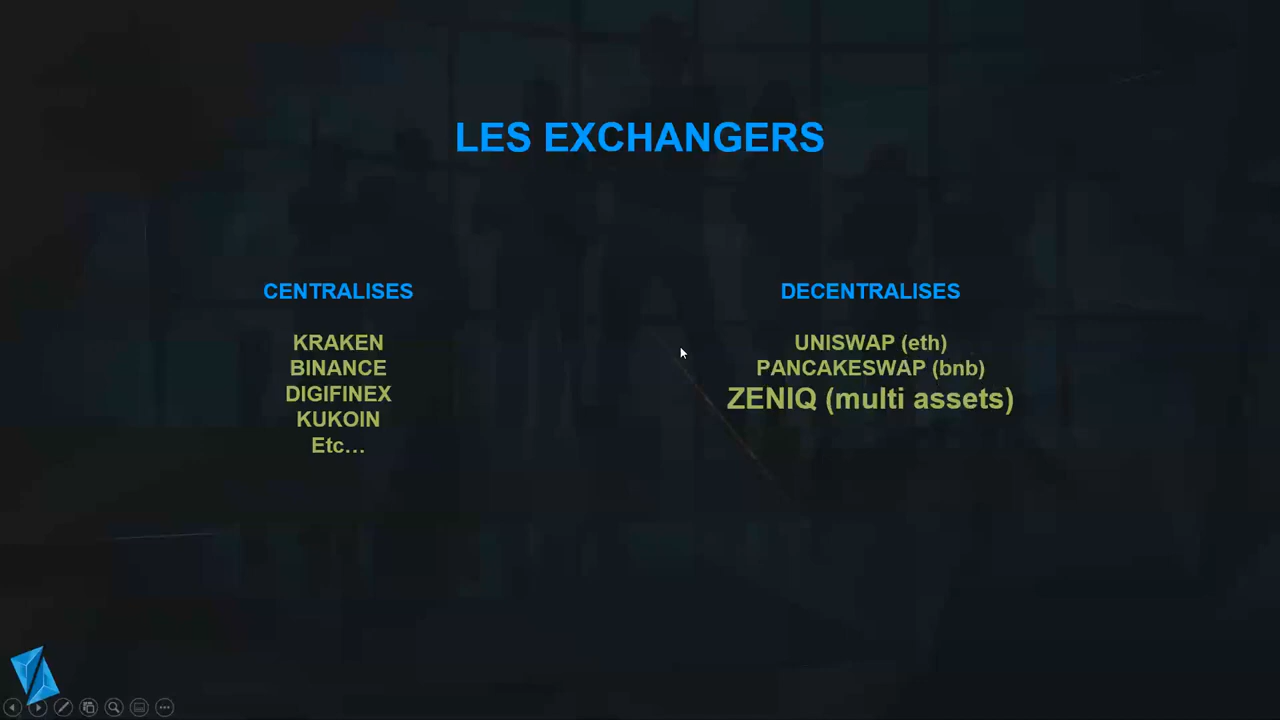 LES EXCHANGERS
CENTRALISES
KRAKEN
BINANCE
DIGIFINEX
KUKOIN
Etc…
DECENTRALISES
UNISWAP (eth)
PANCAKESWAP (bnb)
ZENIQ (multi assets)